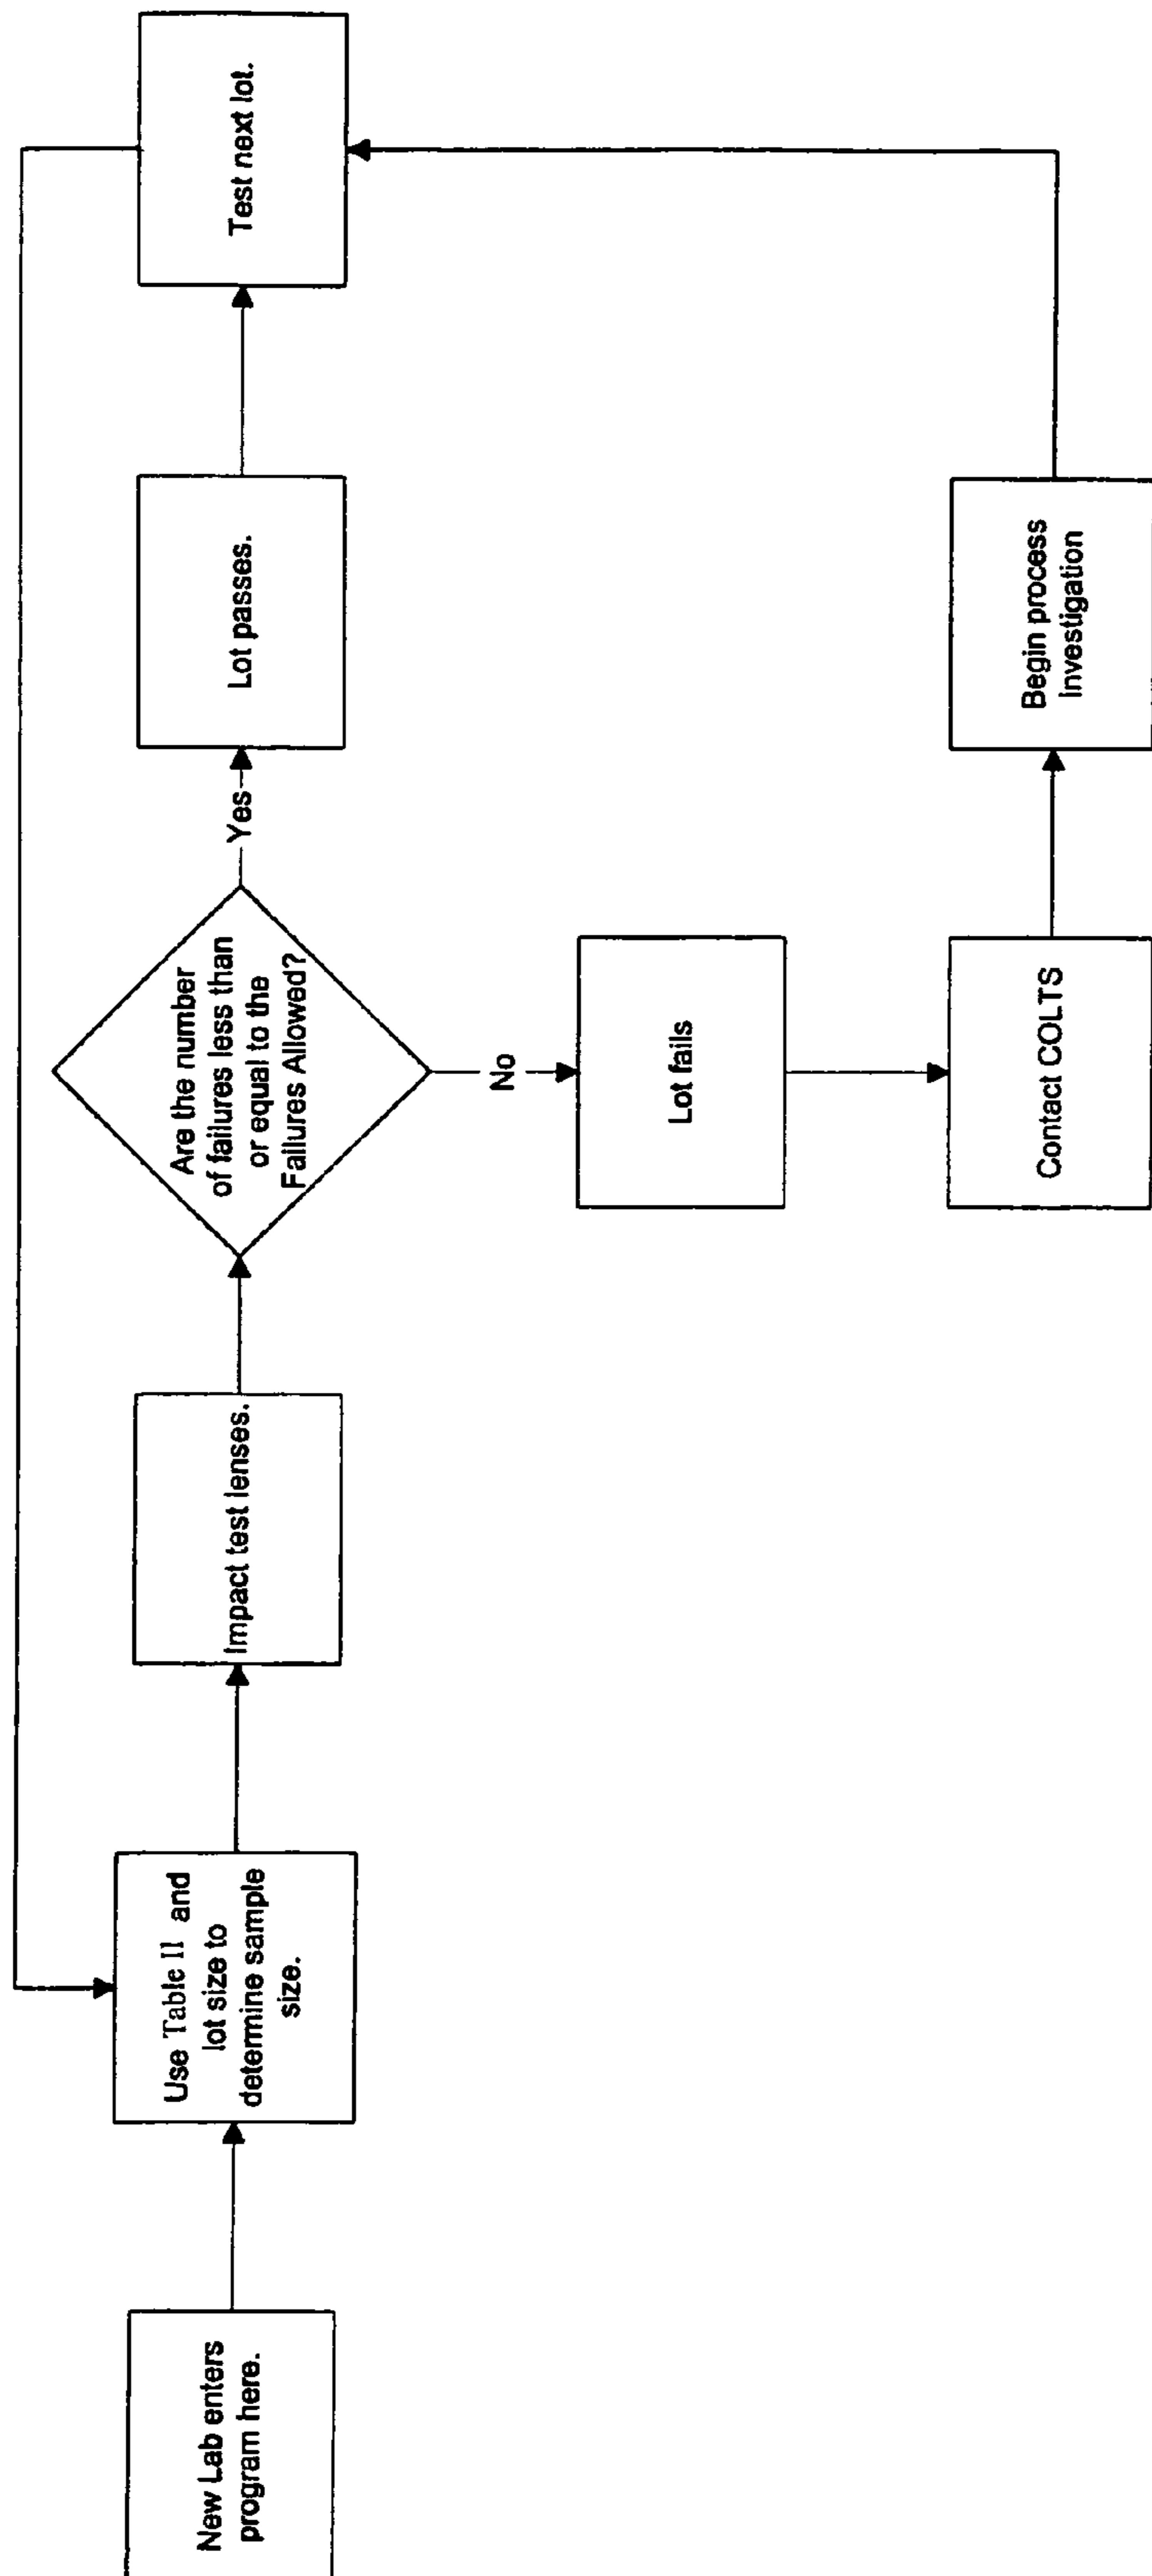 New Lab enters
program here.
Use Table II and
lot size to
determine sample
size.
Impact test lenses.
Are the number
of failures less than
or equal to the
Failures Allowed?
Yes
Lot passes.
Test next lot.
No
Lot fails
Contact COLTS
Begin process
Investigation